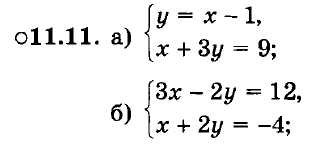 ○11.11. а) { y = x − 1,
x + 3y = 9;
б) { 3x − 2y = 12,
x + 2y = −4;